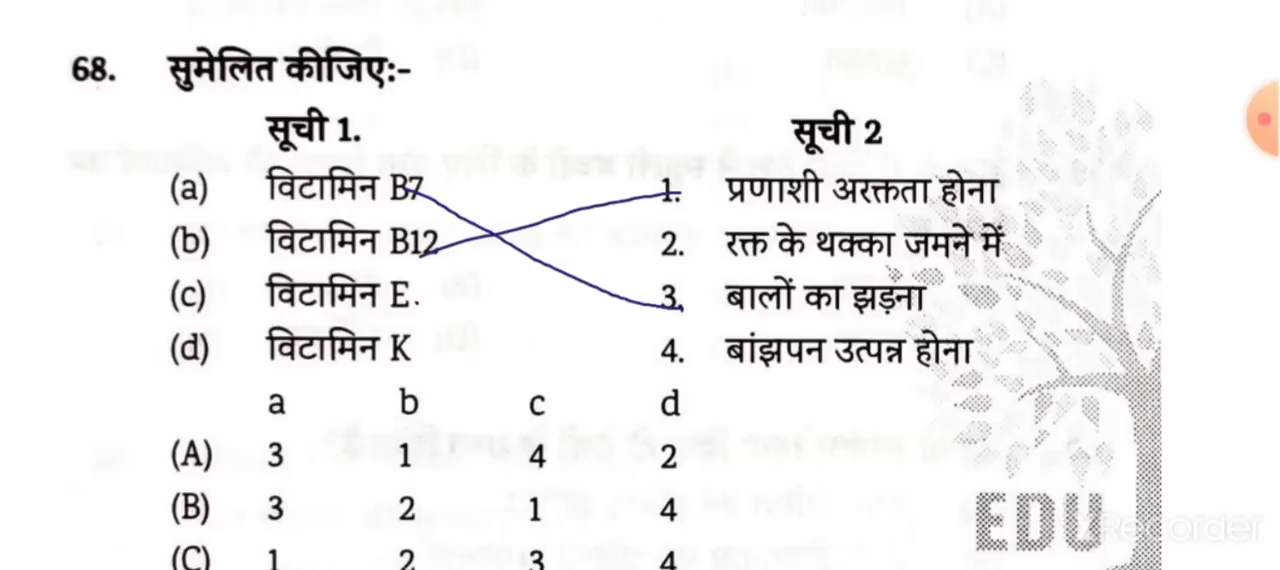 68. सुमेलित कीजिए:-
सूची 1. सूची 2
(a) विटामिन B7 1. प्रणाशी अरक्तता होना
(b) विटामिन B12 2. रक्त के थक्का जमने में
(c) विटामिन E. 3. बालों का झड़ना
(d) विटामिन K 4. बांझपन उत्पन्न होना
a b c d
(A) 3 1 4 2
(B) 3 2 1 4
(C) 1 2 3 4
EDU Recorder